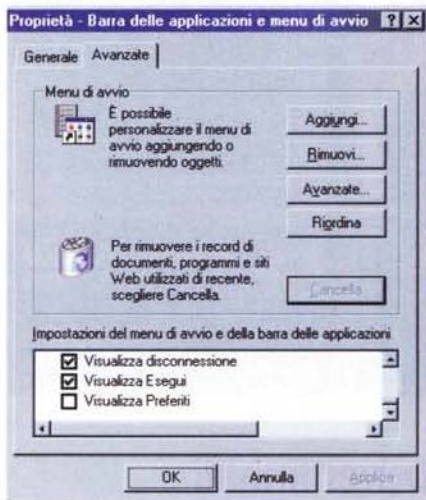 Proprietà - Barra delle applicazioni e menu di avvio
Generale
Avanzate
Menu di avvio
È possibile
personalizzare il menu di
avvio aggiungendo o
rimuovendo oggetti.
Aggiungi...
Rimuovi...
Avanzate...
Riordina
Per rimuovere i record di
documenti, programmi e siti
Web utilizzati di recente,
scegliere Cancella.
Cancella
Impostazioni del menu di avvio e della barra delle applicazioni
Visualizza disconnessione
Visualizza Esegui
Visualizza Preferiti
OK
Annulla
Applica